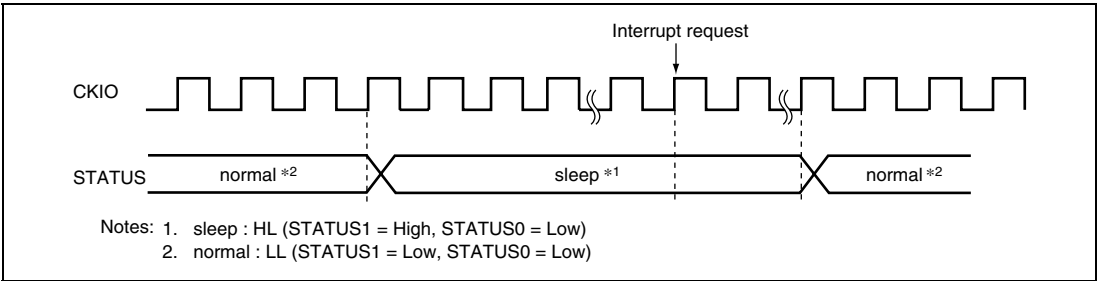 Interrupt request
CKIO
STATUS
normal *2
sleep *1
normal *2
Notes: 1. sleep : HL (STATUS1 = High, STATUS0 = Low)
2. normal : LL (STATUS1 = Low, STATUS0 = Low)